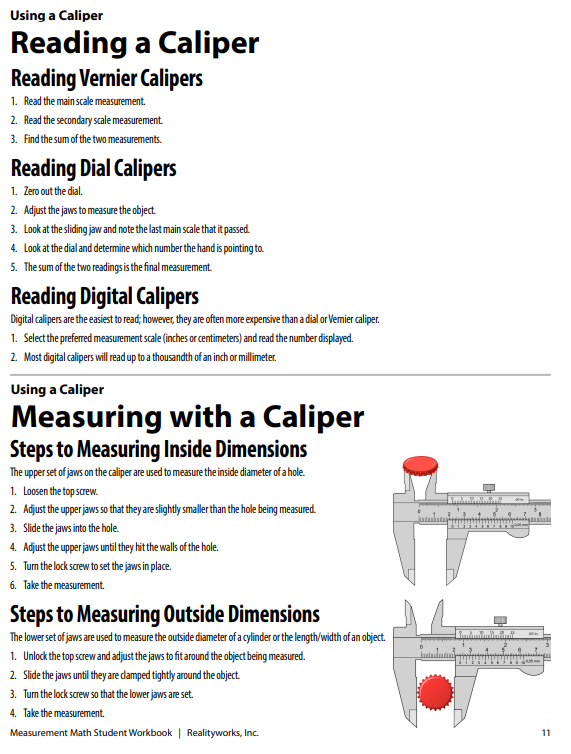 Using a Caliper
Reading a Caliper
Reading Vernier Calipers
1. Read the main scale measurement.
2. Read the secondary scale measurement.
3. Find the sum of the two measurements.
Reading Dial Calipers
1. Zero out the dial.
2. Adjust the jaws to measure the object.
3. Look at the sliding jaw and note the last main scale that it passed.
4. Look at the dial and determine which number the hand is pointing to.
5. The sum of the two readings is the final measurement.
Reading Digital Calipers
Digital calipers are the easiest to read; however, they are often more expensive than a dial or Vernier caliper.
1. Select the preferred measurement scale (inches or centimeters) and read the number displayed.
2. Most digital calipers will read up to a thousandth of an inch or millimeter.
Using a Caliper
Measuring with a Caliper
Steps to Measuring Inside Dimensions
The upper set of jaws on the caliper are used to measure the inside diameter of a hole.
1. Loosen the top screw.
2. Adjust the upper jaws so that they are slightly smaller than the hole being measured.
3. Slide the jaws into the hole.
4. Adjust the upper jaws until they hit the walls of the hole.
5. Turn the lock screw to set the jaws in place.
6. Take the measurement.
Steps to Measuring Outside Dimensions
The lower set of jaws are used to measure the outside diameter of a cylinder or the length/width of an object.
1. Unlock the top screw and adjust the jaws to fit around the object being measured.
2. Slide the jaws until they are clamped tightly around the object.
3. Turn the lock screw so that the lower jaws are set.
4. Take the measurement.
Measurement Math Student Workbook | Realityworks, Inc. 11